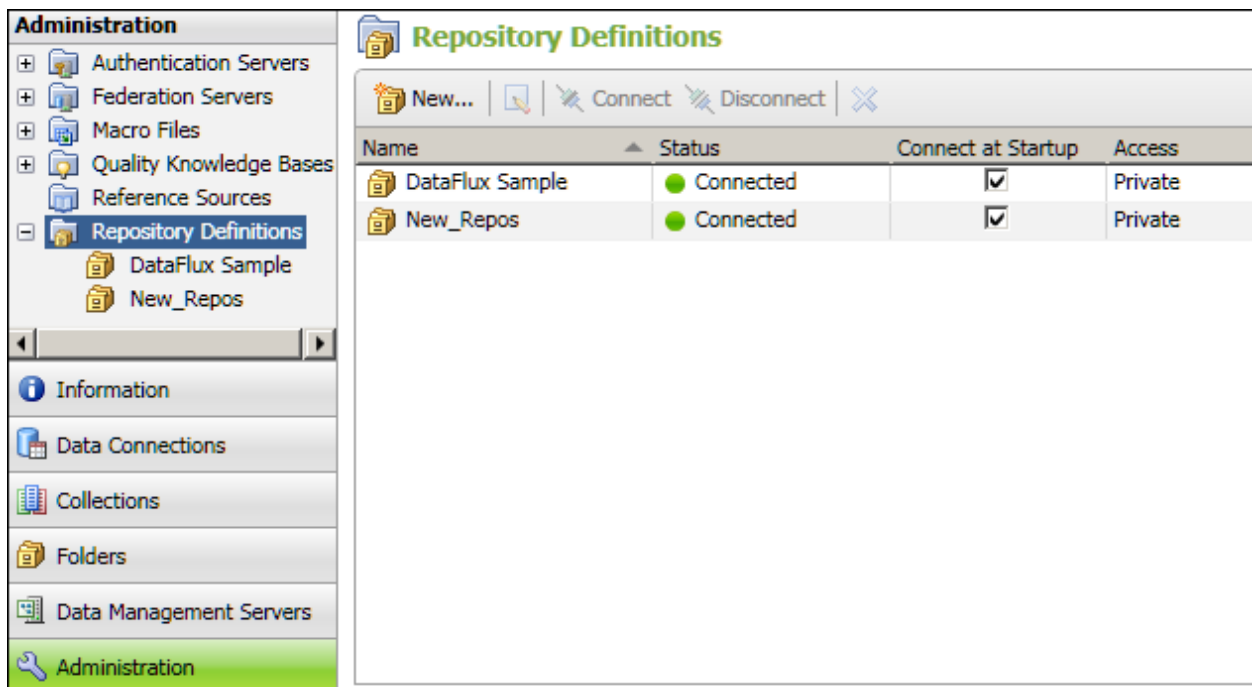 Administration
Authentication Servers
Federation Servers
Macro Files
Quality Knowledge Bases
Reference Sources
Repository Definitions
DataFlux Sample
New_Repos
Information
Data Connections
Collections
Folders
Data Management Servers
Administration
Repository Definitions
New... Connect Disconnect
Name Status Connect at Startup Access
DataFlux Sample Connected Private
New_Repos Connected Private